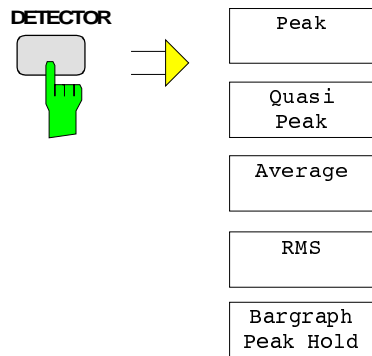 DETECTOR
Peak
Quasi
Peak
Average
RMS
Bargraph
Peak Hold